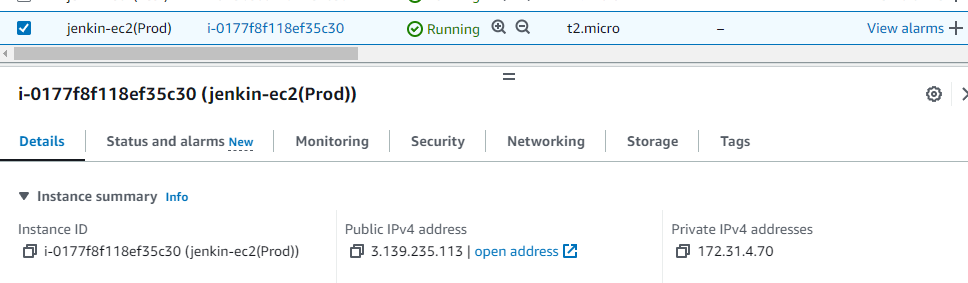 jenkin-ec2(Prod) i-0177f8f118ef35c30 Running t2.micro – View alarms
i-0177f8f118ef35c30 (jenkin-ec2(Prod))
Details Status and alarms New Monitoring Security Networking Storage Tags
Instance summary Info
Instance ID Public IPv4 address Private IPv4 addresses
i-0177f8f118ef35c30 (jenkin-ec2(Prod)) 3.139.235.113 | open address 172.31.4.70